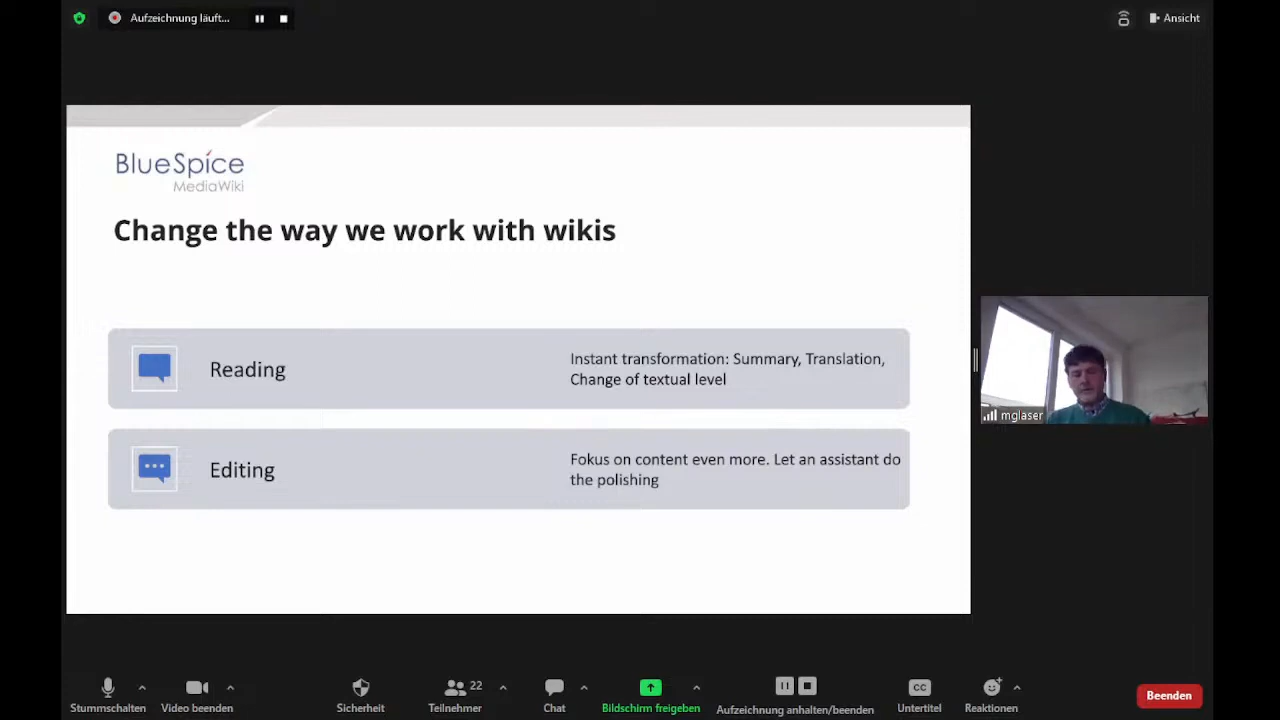 Aufzeichnung läuft...
Ansicht
BlueSpice
MediaWiki
Change the way we work with wikis
Reading
Instant transformation: Summary, Translation,
Change of textual level
Editing
Fokus on content even more. Let an assistant do
the polishing
mglaser
Stummschalten
Video beenden
Sicherheit
22
Teilnehmer
Chat
Bildschirm freigeben
Aufzeichnung anhalten/beenden
CC
Untertitel
Reaktionen
Beenden